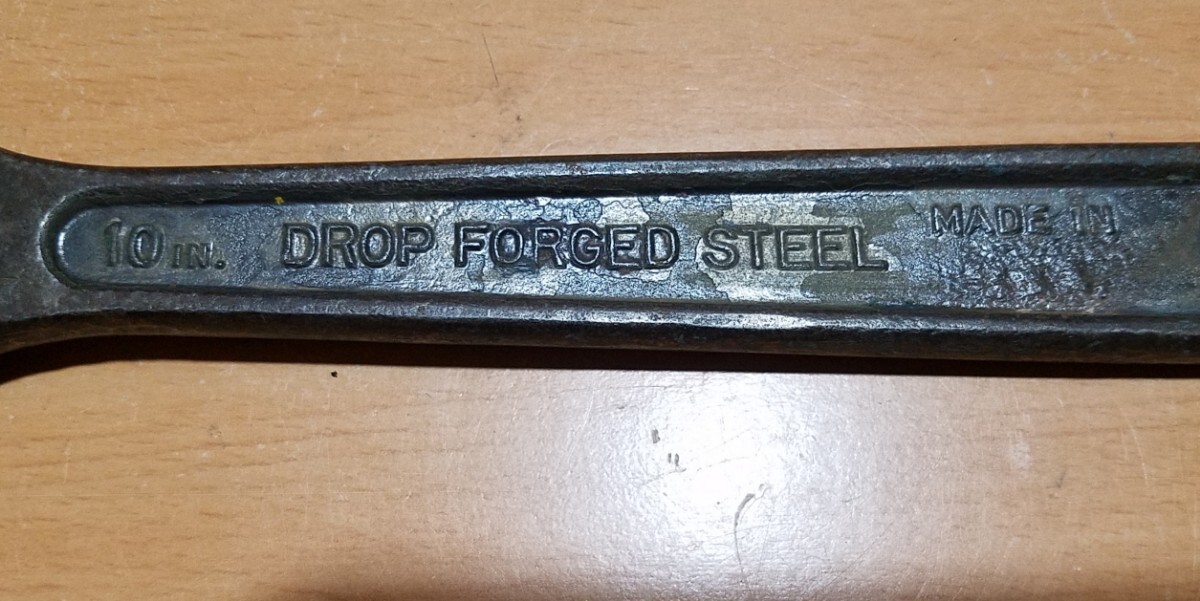 10 IN. DROP FORGED STEEL
MADE IN